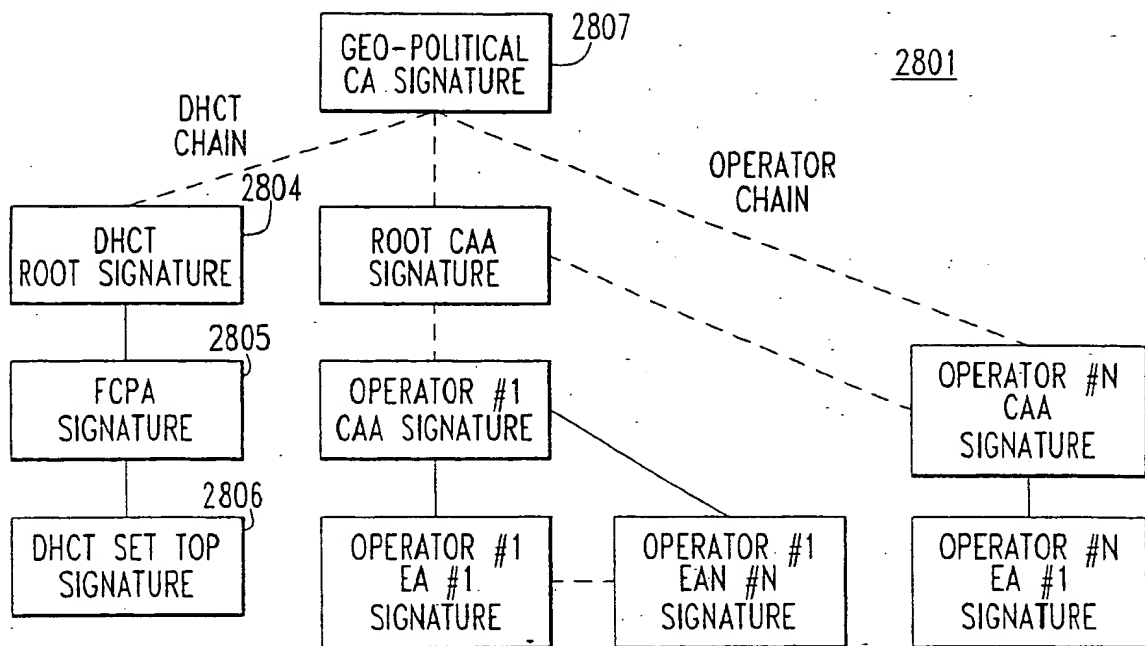 2807
GEO-POLITICAL
CA SIGNATURE
2801
DHCT
CHAIN
OPERATOR
CHAIN
2804
DHCT
ROOT SIGNATURE
ROOT CAA
SIGNATURE
2805
FCPA
SIGNATURE
OPERATOR #1
CAA SIGNATURE
OPERATOR #N
CAA
SIGNATURE
2806
DHCT SET TOP
SIGNATURE
OPERATOR #1
EA #1
SIGNATURE
OPERATOR #1
EAN #N
SIGNATURE
OPERATOR #N
EA #1
SIGNATURE